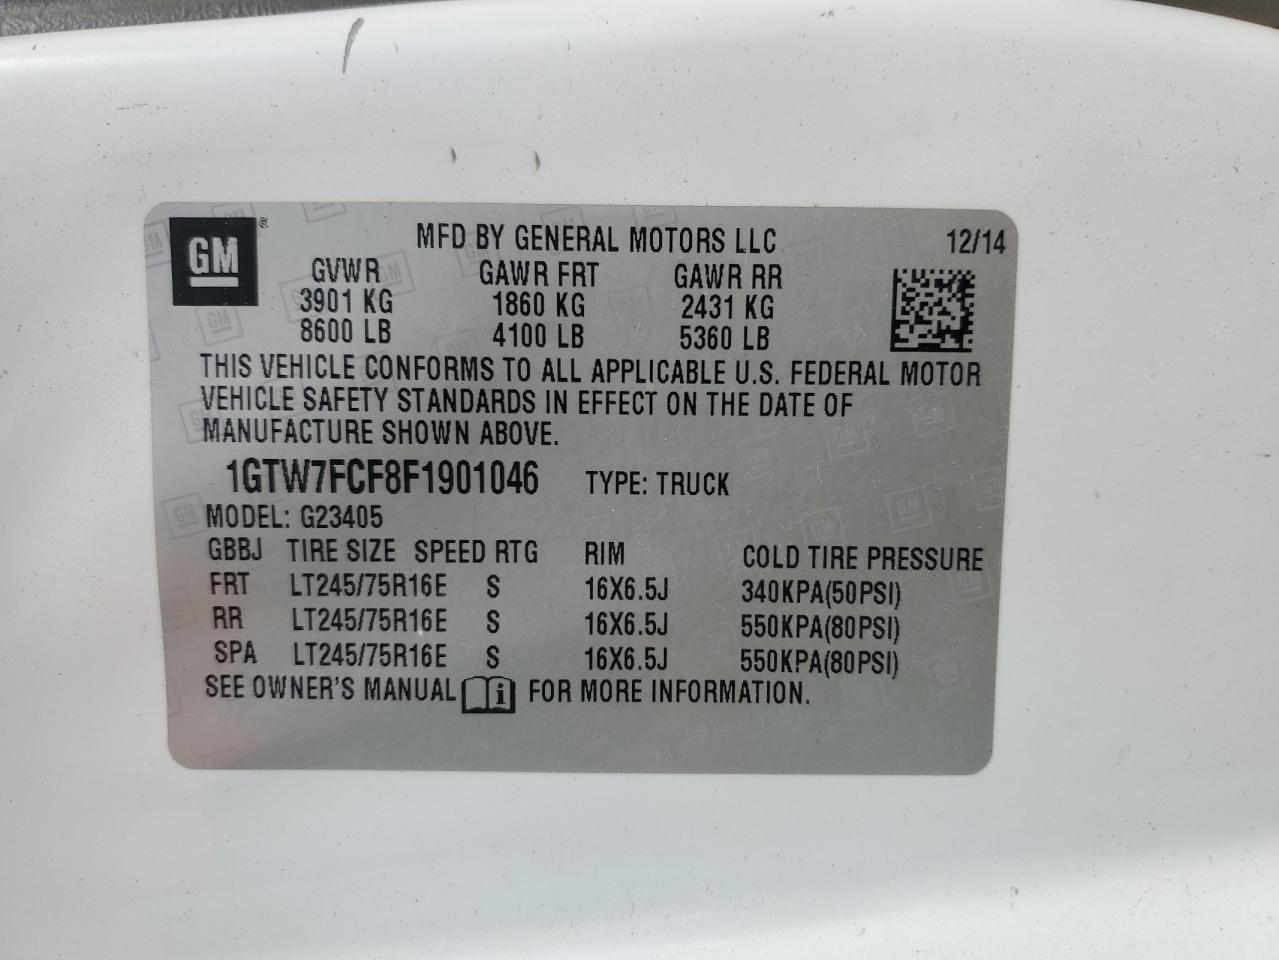 GM ®
MFD BY GENERAL MOTORS LLC 12/14
GVWR GAWR FRT GAWR RR
3901 KG 1860 KG 2431 KG
8600 LB 4100 LB 5360 LB
THIS VEHICLE CONFORMS TO ALL APPLICABLE U.S. FEDERAL MOTOR
VEHICLE SAFETY STANDARDS IN EFFECT ON THE DATE OF
MANUFACTURE SHOWN ABOVE.
1GTW7FCF8F1901046 TYPE: TRUCK
MODEL: G23405
GBBJ TIRE SIZE SPEED RTG RIM COLD TIRE PRESSURE
FRT LT245/75R16E S 16X6.5J 340KPA(50PSI)
RR LT245/75R16E S 16X6.5J 550KPA(80PSI)
SPA LT245/75R16E S 16X6.5J 550KPA(80PSI)
SEE OWNER'S MANUAL i FOR MORE INFORMATION.